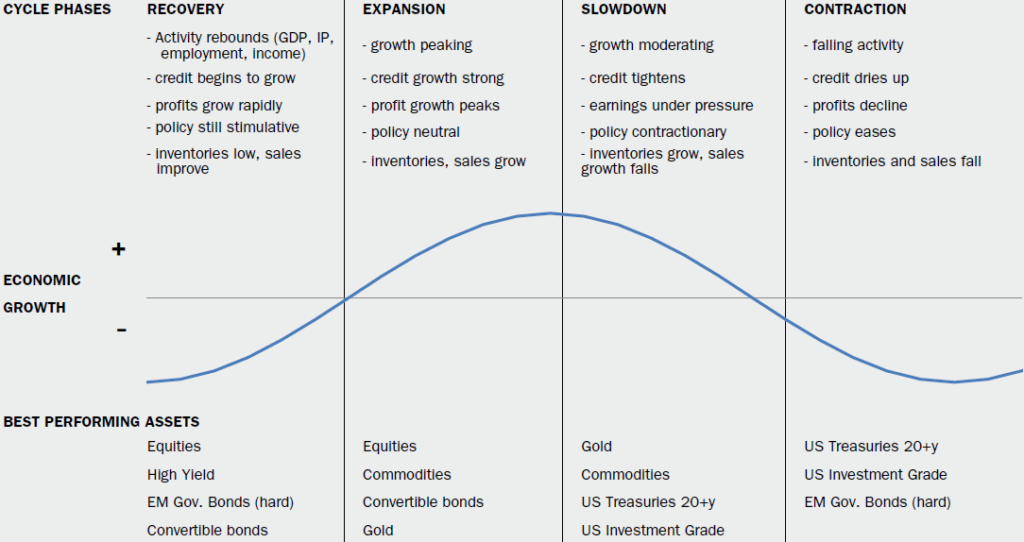 CYCLE PHASES
RECOVERY
- Activity rebounds (GDP, IP,
employment, income)
- credit begins to grow
- profits grow rapidly
- policy still stimulative
- inventories low, sales
improve
EXPANSION
- growth peaking
- credit growth strong
- profit growth peaks
- policy neutral
- inventories, sales grow
SLOWDOWN
- growth moderating
- credit tightens
- earnings under pressure
- policy contractionary
- inventories grow, sales
growth falls
CONTRACTION
- falling activity
- credit dries up
- profits decline
- policy eases
- inventories and sales fall
+
ECONOMIC
GROWTH
-
BEST PERFORMING ASSETS
Equities
High Yield
EM Gov. Bonds (hard)
Convertible bonds
Equities
Commodities
Convertible bonds
Gold
Gold
Commodities
US Treasuries 20+y
US Investment Grade
US Treasuries 20+y
US Investment Grade
EM Gov. Bonds (hard)